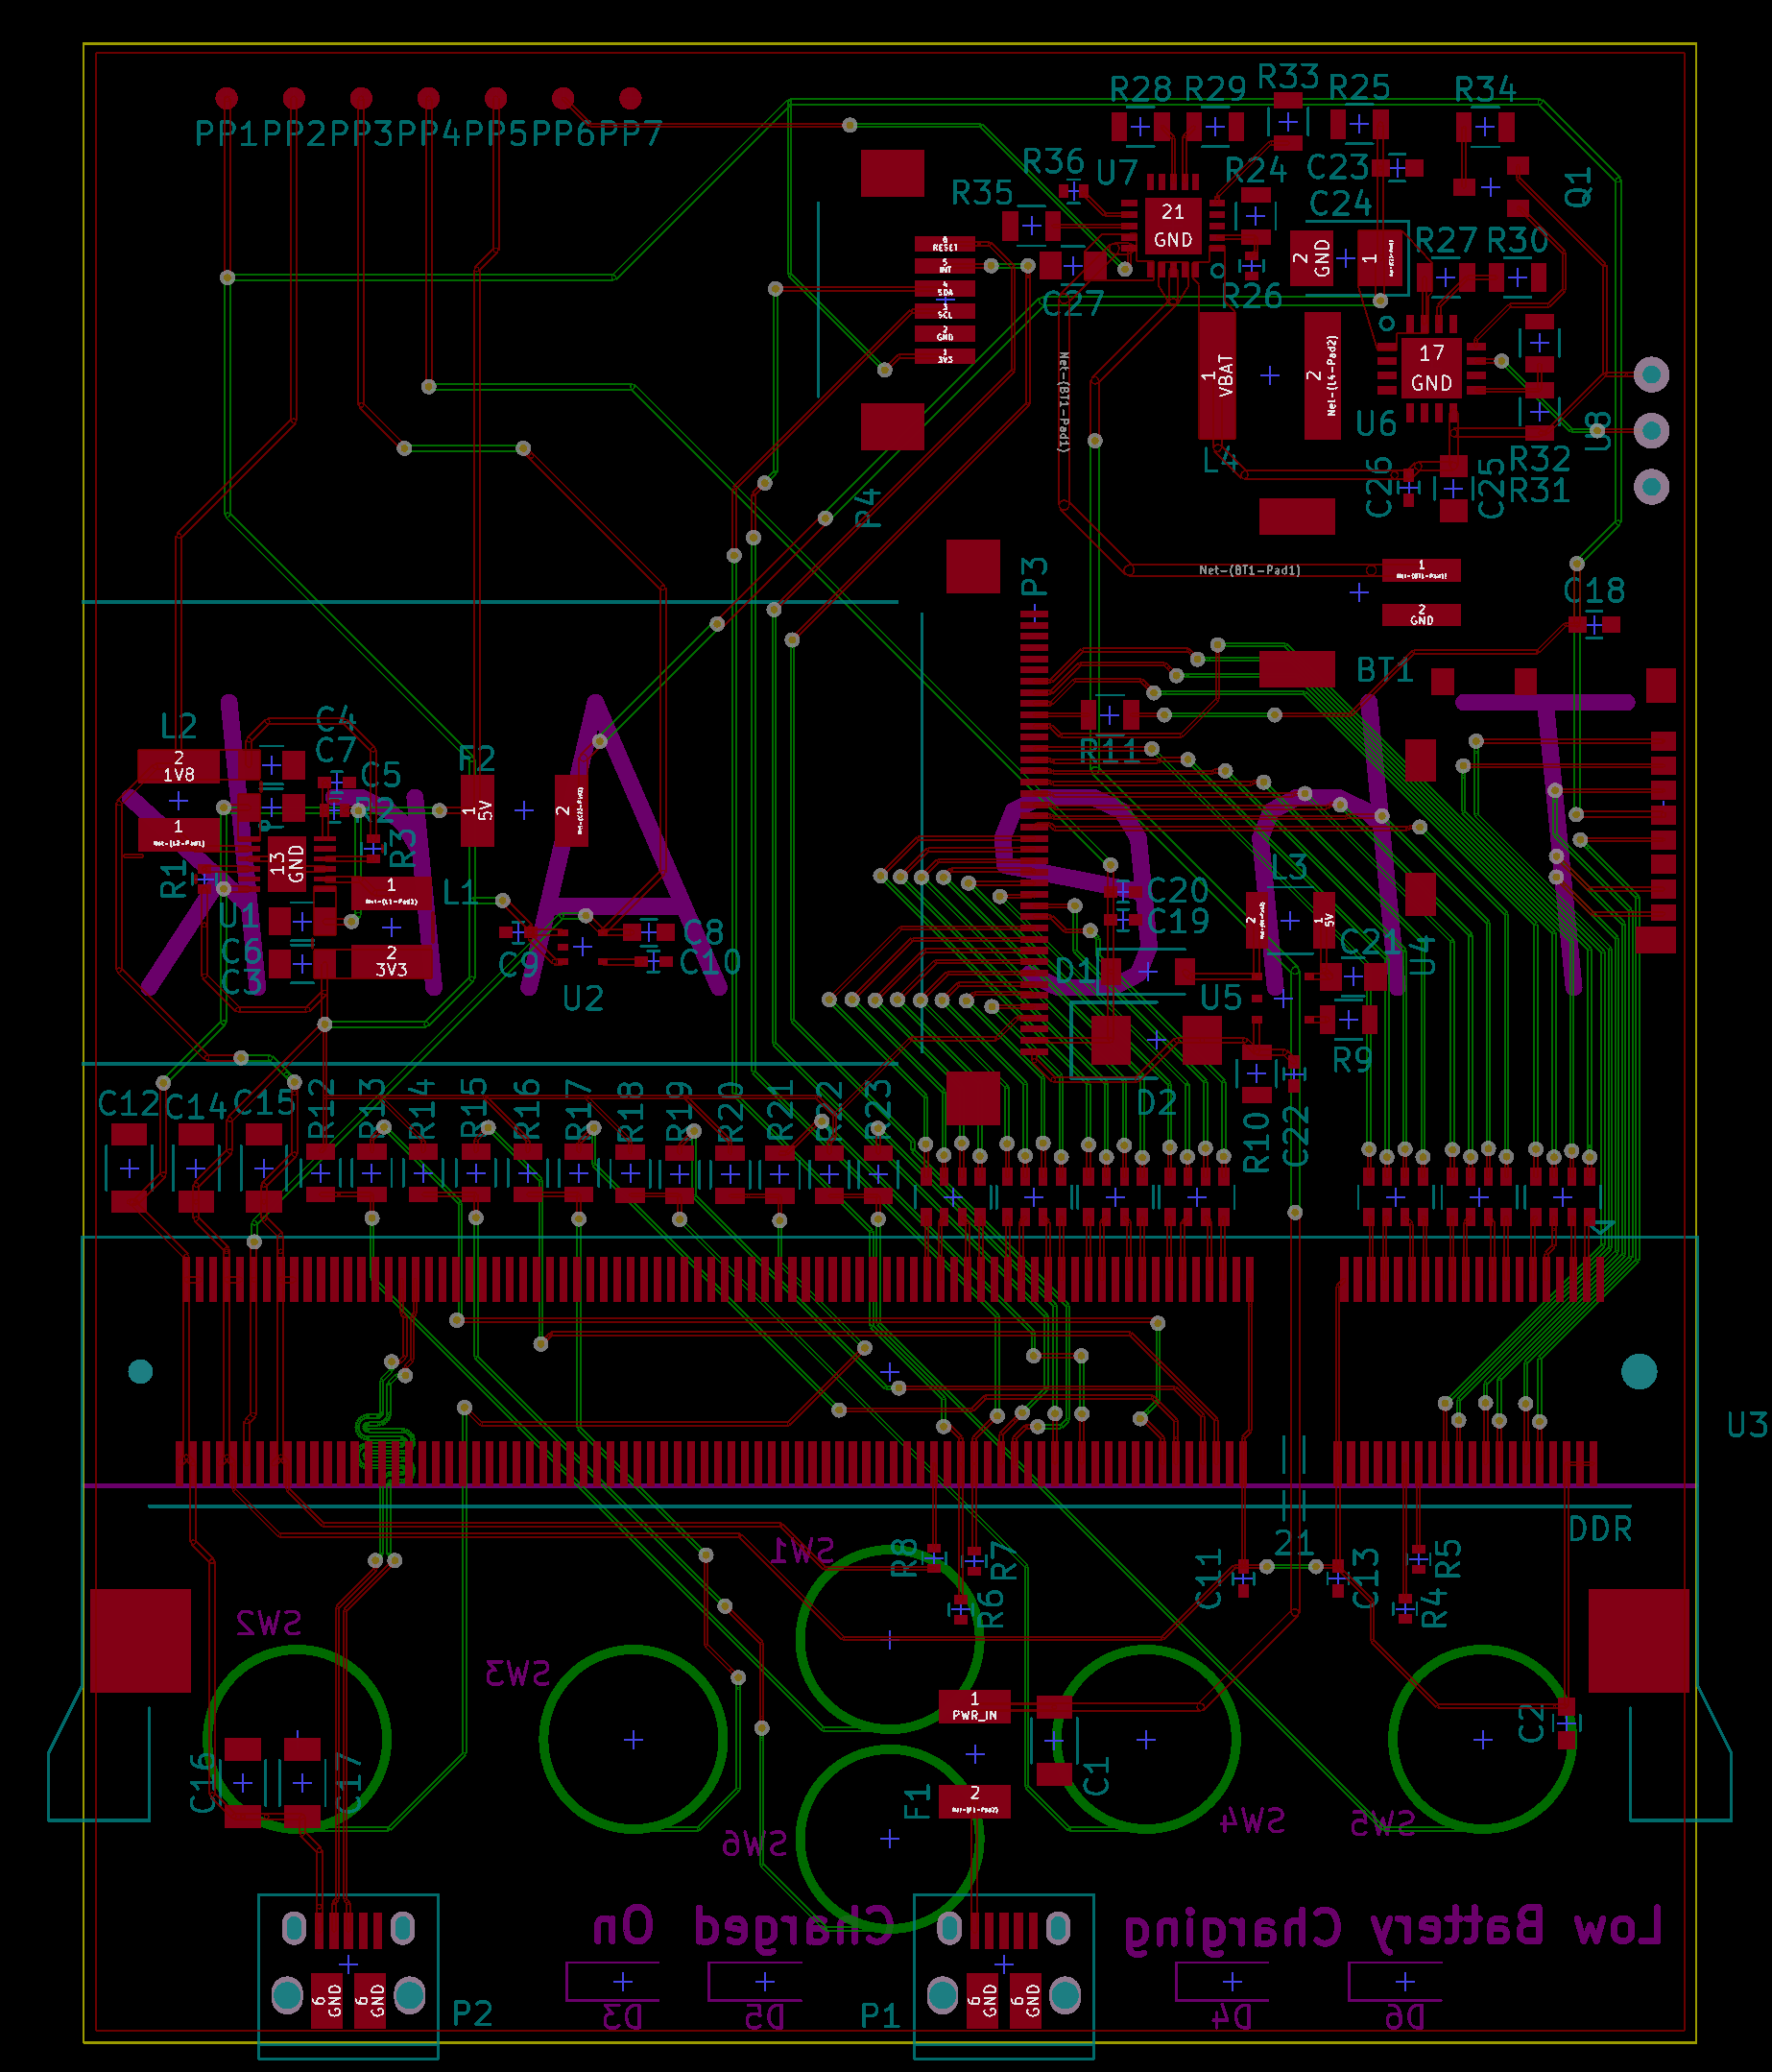 R28 R29 R33 R25 R34
PP1 PP2 PP3 PP4 PP5 PP6 PP7
R36 U7 R24 C23 Q1
R35 21 GND C24
2 GND 1
R27 R30
6 RESET
5 INT
4 SDA
3 SCL
2 GND
1 3V3
C27 R26
1 VBAT
2 Net-(L4-Pad2)
17 GND
Net-(BT1-Pad1)
U6 U8
L4 R32
C26 C25 R31
P4
Net-(BT1-Pad1)
1 Net-(BT1-Pad1)
2 GND
P3 C18
BT1
L2 C4
C7
2 1V8
C5 F2 R11
R2
1 5V
2
1 Net-(L2-Pad1)
13 GND R3
R1 L3
1 Net-(L1-Pad1)
L1 C20
U1 C19
2 1 5V
C6 C8 C21 U4
C3 2 3V3 C9 C10 D1
U2 U5
R9
D2
C12 C14 C15 R12 R13 R14 R15 R16 R17 R18 R19 R20 R21 R22 R23 R10 C22
U3
DDR
SW1 R8 R7 21 R5
C11 C13
SW2 R6 R4
SW3
1 PWR_IN
C2
C16 C17 C1
F1 2
SW4 SW5
SW6
On Charged Charging Low Battery
6 GND 6 GND P2 D3 D5 P1 6 GND 6 GND D4 D6